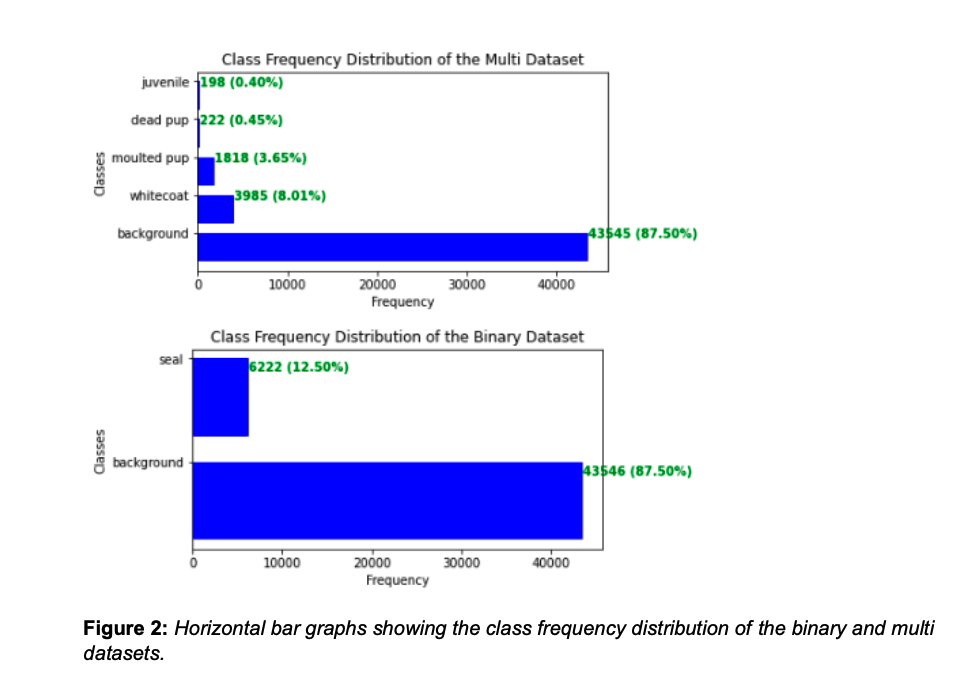 Class Frequency Distribution of the Multi Dataset
juvenile 198 (0.40%)
dead pup 222 (0.45%)
moulted pup 1818 (3.65%)
whitecoat 3985 (8.01%)
background 43545 (87.50%)
Classes
0 10000 20000 30000 40000
Frequency
Class Frequency Distribution of the Binary Dataset
seal 6222 (12.50%)
background 43546 (87.50%)
Classes
0 10000 20000 30000 40000
Frequency
Figure 2: Horizontal bar graphs showing the class frequency distribution of the binary and multi
datasets.